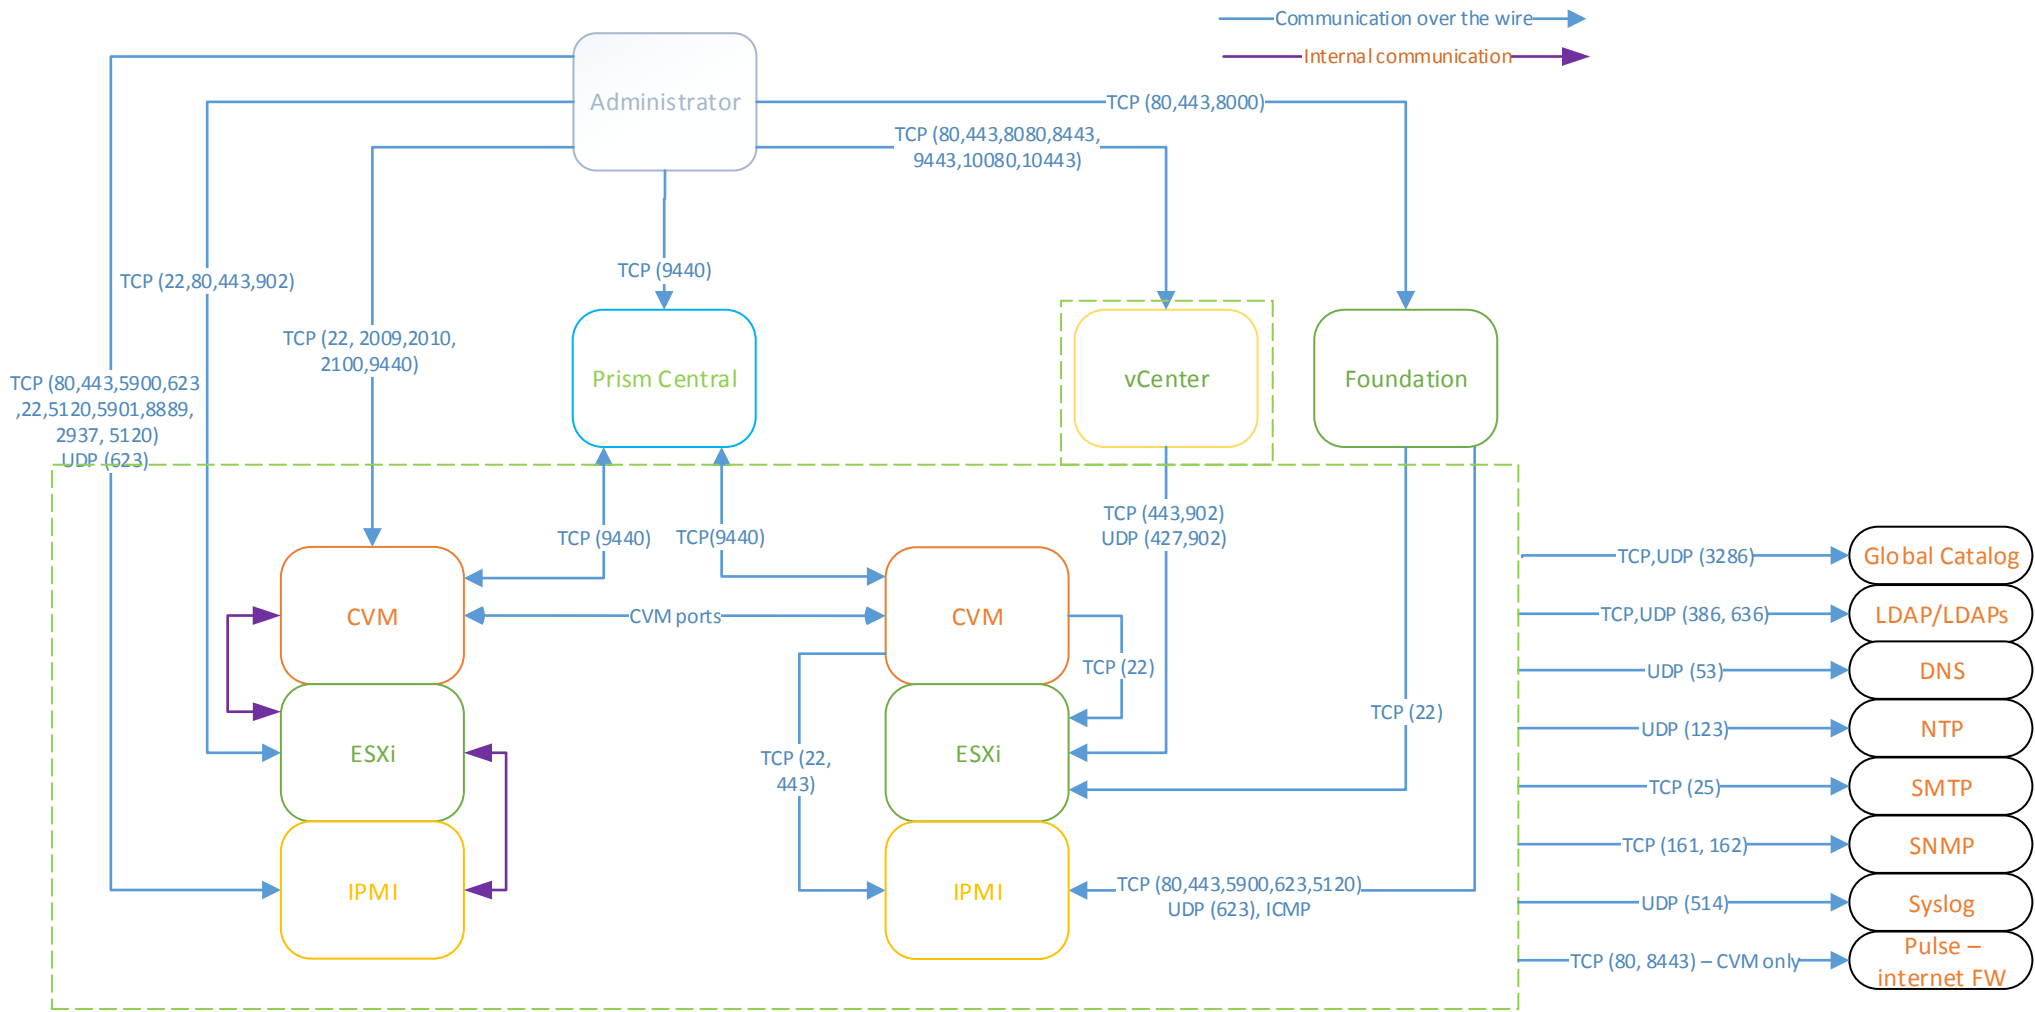 Communication over the wire
Internal communication
Administrator
TCP (80,443,8000)
TCP (80,443,8080,8443,
9443,10080,10443)
TCP (9440)
TCP (22,80,443,902)
TCP (22, 2009,2010,
2100,9440)
TCP (80,443,5900,623
,22,5120,5901,8889,
2937, 5120)
UDP (623)
Prism Central
vCenter
Foundation
TCP (9440)
TCP(9440)
TCP (443,902)
UDP (427,902)
CVM
CVM ports
CVM
TCP (22)
TCP (22)
ESXi
TCP (22,
443)
ESXi
IPMI
IPMI
TCP (80,443,5900,623,5120)
UDP (623), ICMP
TCP,UDP (3286)
Global Catalog
TCP,UDP (386, 636)
LDAP/LDAPs
UDP (53)
DNS
UDP (123)
NTP
TCP (25)
SMTP
TCP (161, 162)
SNMP
UDP (514)
Syslog
TCP (80, 8443) – CVM only
Pulse –
internet FW